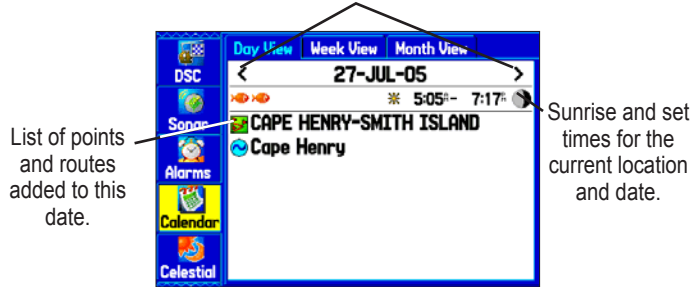 Day View Week View Month View
DSC
< 27-JUL-05 >
5:05A- 7:17P
Sonar
CAPE HENRY-SMITH ISLAND
Cape Henry
Alarms
Calendar
Celestial
List of points
and routes
added to this
date.
Sunrise and set
times for the
current location
and date.